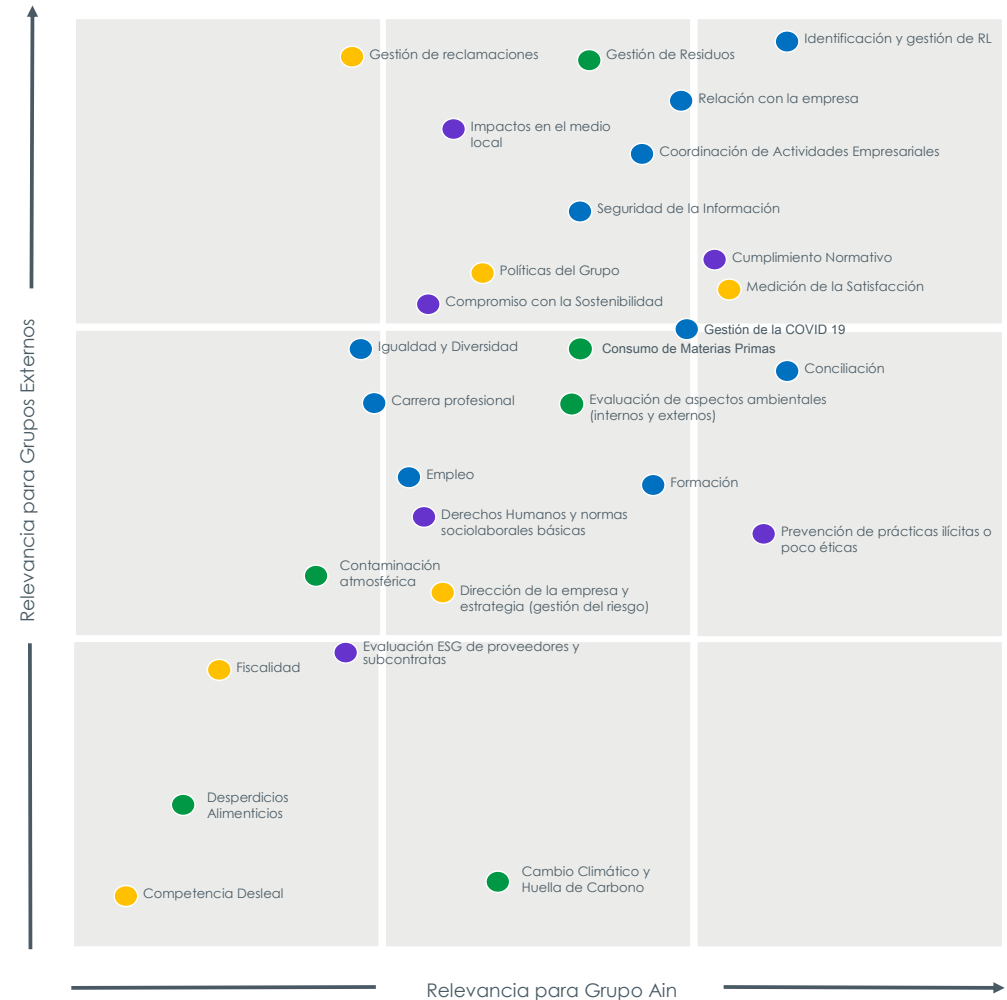 Identificación y gestión de RL
Gestión de reclamaciones
Gestión de Residuos
Relación con la empresa
Impactos en el medio
local
Coordinación de Actividades Empresariales
Seguridad de la Información
Cumplimiento Normativo
Políticas del Grupo
Medición de la Satisfacción
Compromiso con la Sostenibilidad
Gestión de la COVID 19
Igualdad y Diversidad
Consumo de Materias Primas
Conciliación
Carrera profesional
Evaluación de aspectos ambientales
(internos y externos)
Empleo
Formación
Derechos Humanos y normas
sociolaborales básicas
Prevención de prácticas ilícitas o
poco éticas
Contaminación
atmosférica
Dirección de la empresa y
estrategia (gestión del riesgo)
Evaluación ESG de proveedores y
subcontratas
Fiscalidad
Desperdicios
Alimenticios
Cambio Climático y
Huella de Carbono
Competencia Desleal
Relevancia para Grupos Externos
Relevancia para Grupo Ain